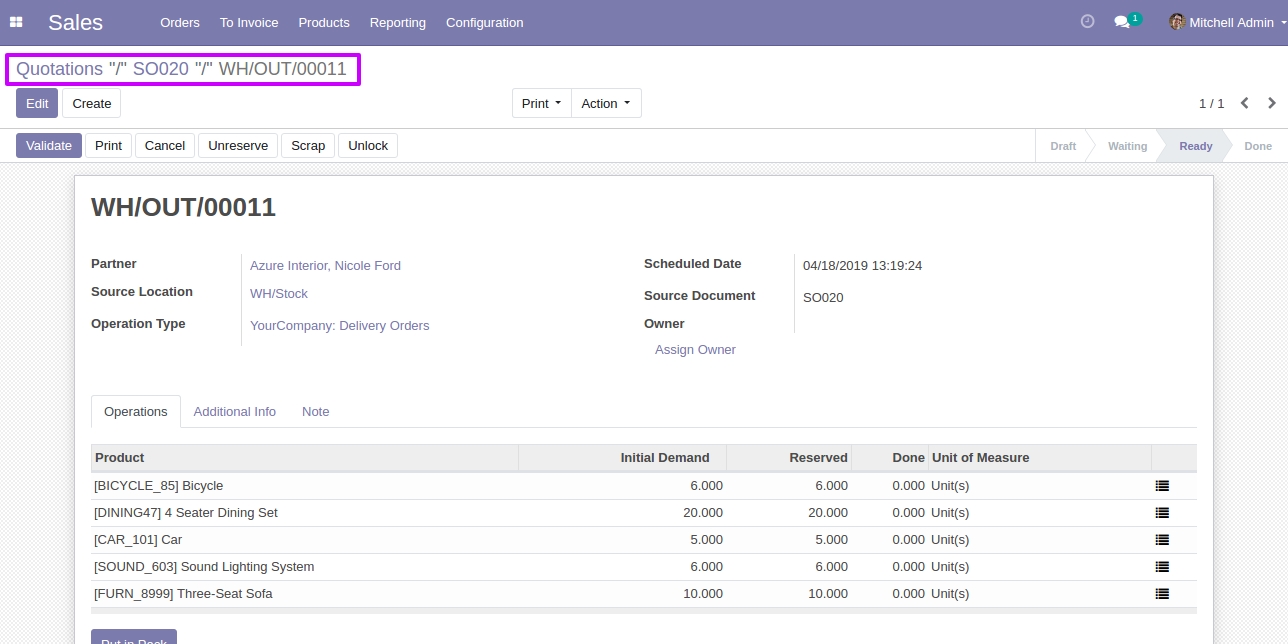 Sales Orders To Invoice Products Reporting Configuration 1 Mitchell Admin
Quotations "/" SO020 "/" WH/OUT/00011
Edit Create Print Action 1 / 1
Validate Print Cancel Unreserve Scrap Unlock Draft Waiting Ready Done
WH/OUT/00011
Partner Azure Interior, Nicole Ford Scheduled Date 04/18/2019 13:19:24
Source Location WH/Stock Source Document SO020
Operation Type YourCompany: Delivery Orders Owner
Assign Owner
Operations Additional Info Note
Product Initial Demand Reserved Done Unit of Measure
[BICYCLE_85] Bicycle 6.000 6.000 0.000 Unit(s)
[DINING47] 4 Seater Dining Set 20.000 20.000 0.000 Unit(s)
[CAR_101] Car 5.000 5.000 0.000 Unit(s)
[SOUND_603] Sound Lighting System 6.000 6.000 0.000 Unit(s)
[FURN_8999] Three-Seat Sofa 10.000 10.000 0.000 Unit(s)
Put in Pack